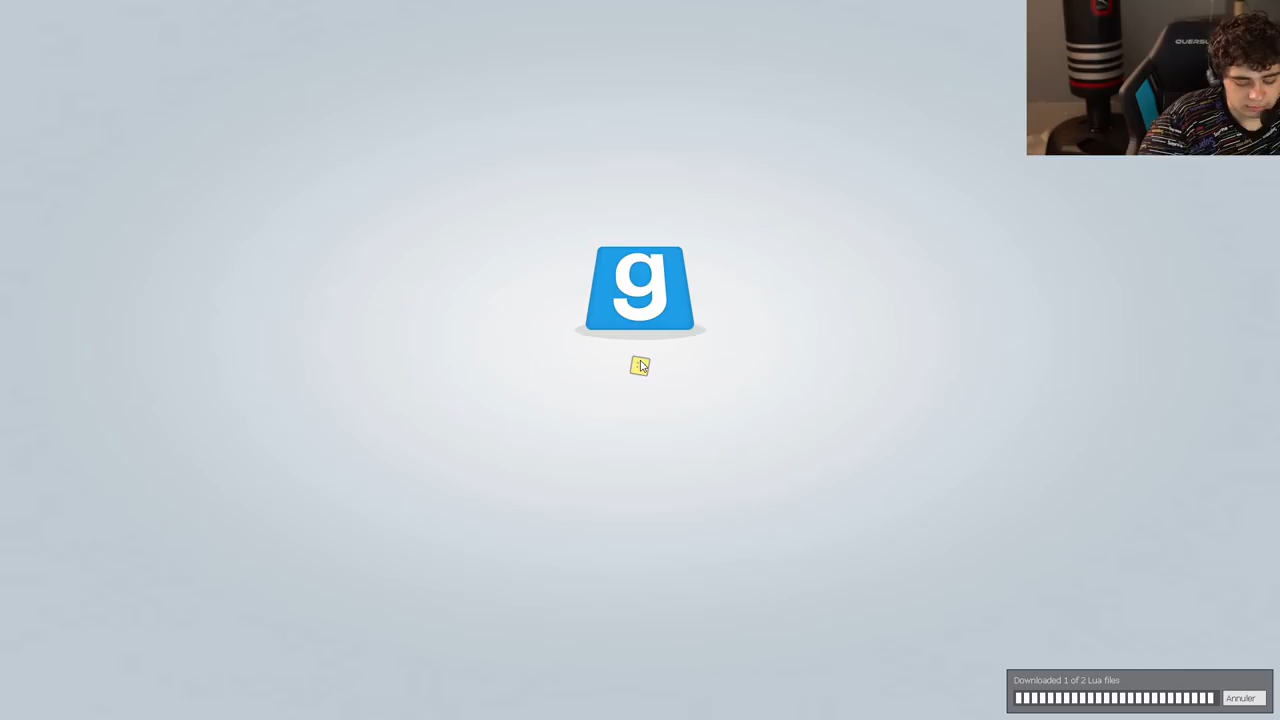 g
Downloaded 1 of 2 Lua files
Annuler